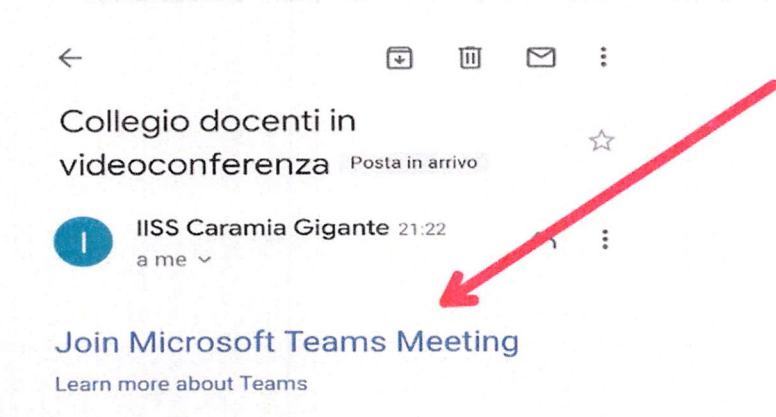 Collegio docenti in
videoconferenza Posta in arrivo
I IISS Caramia Gigante 21:22
a me
Join Microsoft Teams Meeting
Learn more about Teams